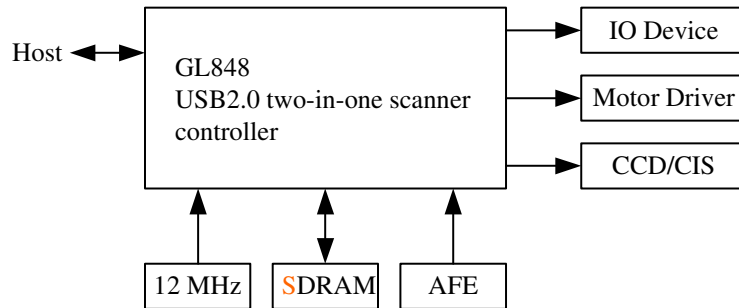 Host
GL848
USB2.0 two-in-one scanner
controller
IO Device
Motor Driver
CCD/CIS
12 MHz
SDRAM
AFE